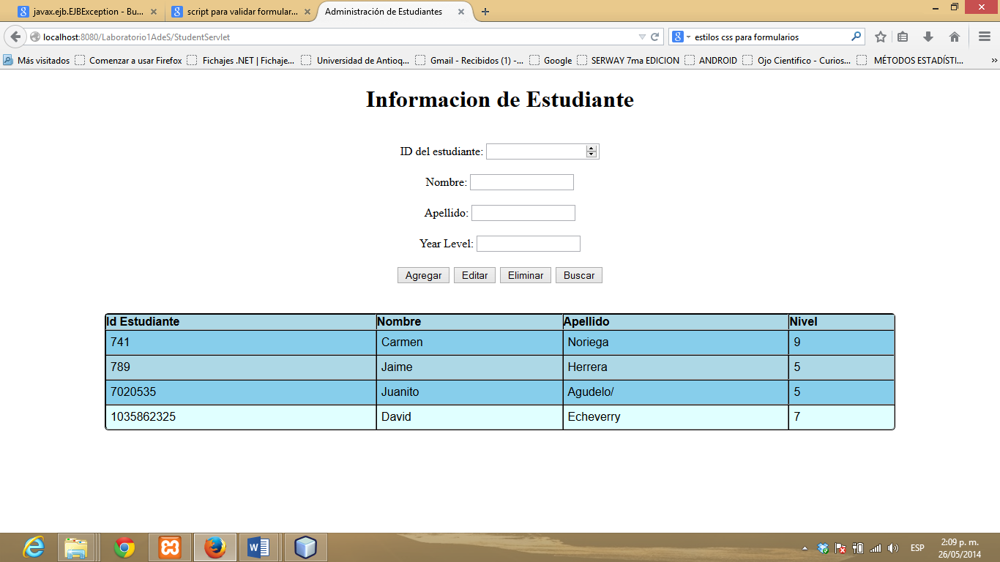 javax.ejb.EJBException - Bu...
script para validar formular...
Administración de Estudiantes
localhost:8080/Laboratorio1AdeS/StudentServlet
estilos css para formularios
Más visitados
Comenzar a usar Firefox
Fichajes .NET | Fichaje...
Universidad de Antioq...
Gmail - Recibidos (1) -...
Google
SERWAY 7ma EDICION
ANDROID
Ojo Cientifico - Curios...
MÉTODOS ESTADÍSTI...
Informacion de Estudiante
ID del estudiante:
Nombre:
Apellido:
Year Level:
Agregar Editar Eliminar Buscar
Id Estudiante Nombre Apellido Nivel
741 Carmen Noriega 9
789 Jaime Herrera 5
7020535 Juanito Agudelo/ 5
1035862325 David Echeverry 7
ESP
2:09 p. m.
26/05/2014